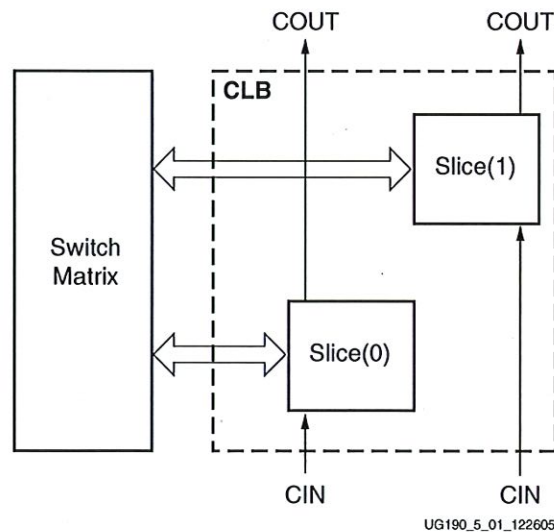 COUT COUT
CLB
Slice(1)
Switch
Matrix
Slice(0)
CIN CIN
UG190_5_01_122605